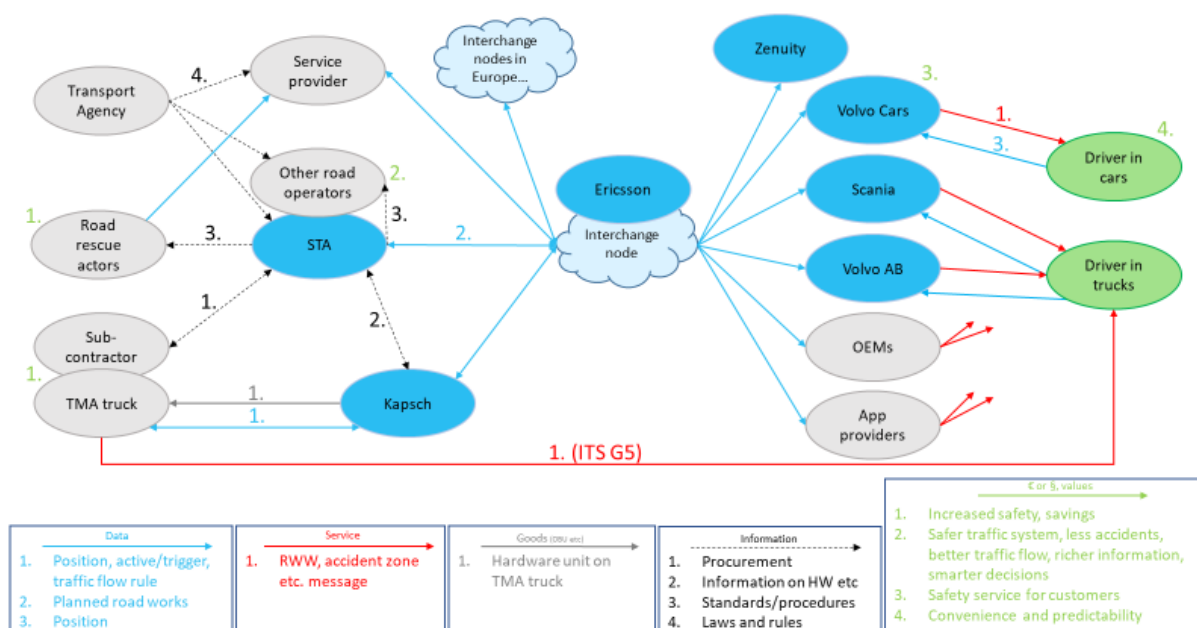 Interchange
nodes in
Europe...
Zenuity
Service
provider
4.
Transport
Agency
3.
Volvo Cars
1.
4.
3.
Driver in
cars
Other road
operators
2.
Ericsson
Scania
1.
Road
rescue
actors
3.
3.
STA
2.
Interchange
node
Volvo AB
Driver in
trucks
1.
2.
Sub-
contractor
OEMs
1.
TMA truck
1.
1.
Kapsch
App
providers
1. (ITS G5)
Data
1. Position, active/trigger,
traffic flow rule
2. Planned road works
3. Position
Service
1. RWW, accident zone
etc. message
Goods (OBU etc)
1. Hardware unit on
TMA truck
Information
1. Procurement
2. Information on HW etc
3. Standards/procedures
4. Laws and rules
€ or §, values
1. Increased safety, savings
2. Safer traffic system, less accidents,
better traffic flow, richer information,
smarter decisions
3. Safety service for customers
4. Convenience and predictability